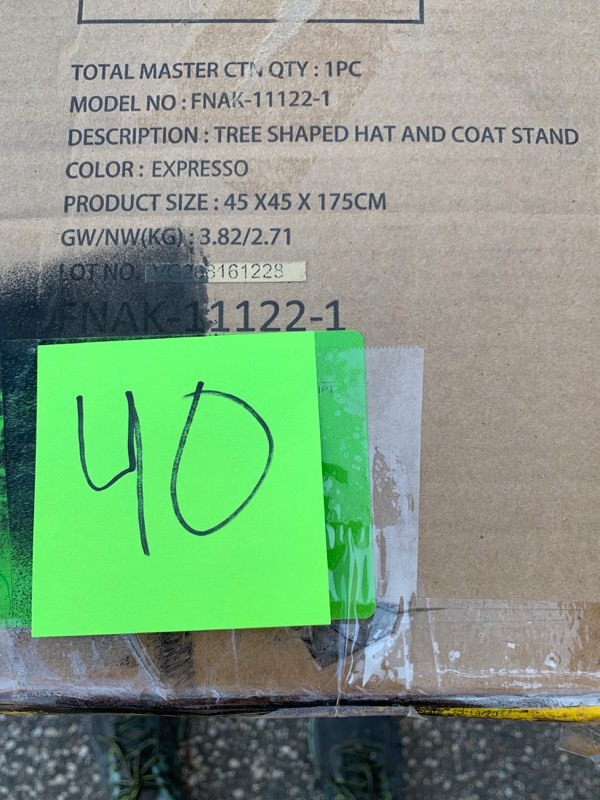 TOTAL MASTER CTN QTY : 1PC
MODEL NO : FNAK-11122-1
DESCRIPTION : TREE SHAPED HAT AND COAT STAND
COLOR : EXPRESSO
PRODUCT SIZE : 45 X45 X 175CM
GW/NW(KG) : 3.82/2.71
LOT NO.
FNAK-11122-1
40